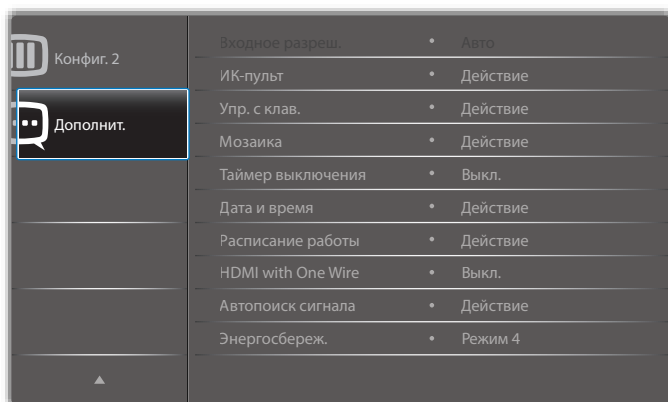 Конфиг. 2
Дополнит.
Входное разреш. • Авто
ИК-пульт • Действие
Упр. с клав. • Действие
Мозаика • Действие
Таймер выключения • Выкл.
Дата и время • Действие
Расписание работы • Действие
HDMI with One Wire • Выкл.
Автопоиск сигнала • Действие
Энергосбереж. • Режим 4